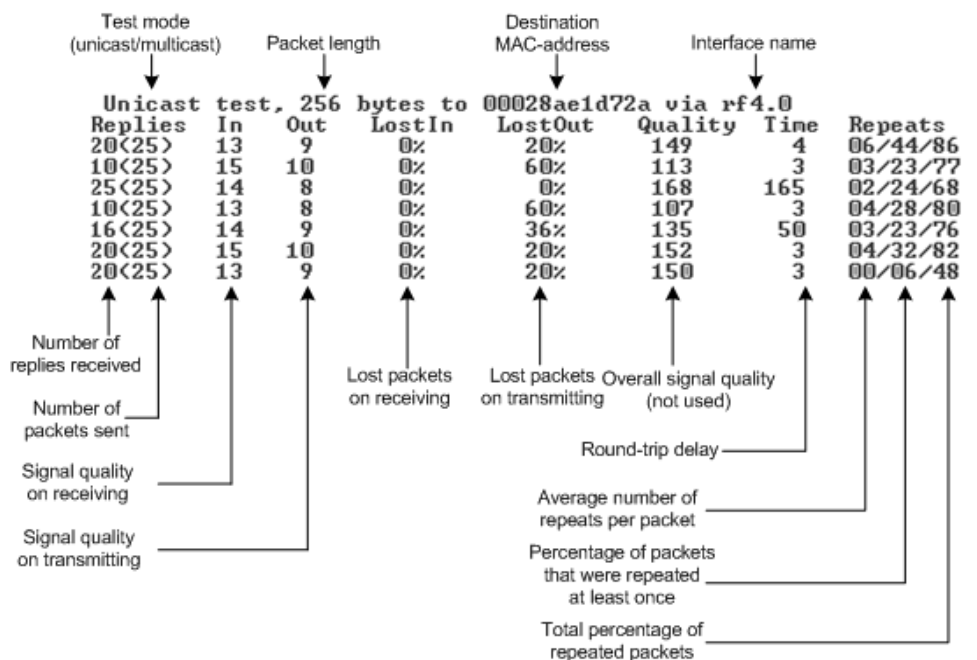 Test mode
(unicast/multicast)
Packet length
Destination
MAC-address
Interface name
Unicast test, 256 bytes to 00028ae1d72a via rf4.0
Replies In Out LostIn LostOut Quality Time Repeats
20(25) 13 9 0% 20% 149 4 06/44/86
10(25) 15 10 0% 60% 113 3 03/23/77
25(25) 14 8 0% 0% 168 165 02/24/68
10(25) 13 8 0% 60% 107 3 04/28/80
16(25) 14 9 0% 36% 135 50 03/23/76
20(25) 15 10 0% 20% 152 3 04/32/82
20(25) 13 9 0% 20% 150 3 00/06/48
Number of
replies received
Number of
packets sent
Signal quality
on receiving
Signal quality
on transmitting
Lost packets
on receiving
Lost packets
on transmitting
Overall signal quality
(not used)
Round-trip delay
Average number of
repeats per packet
Percentage of packets
that were repeated
at least once
Total percentage of
repeated packets